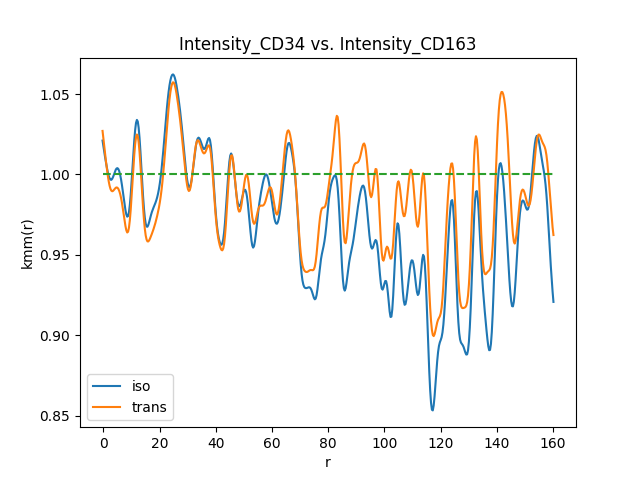 Intensity_CD34 vs. Intensity_CD163
kmm(r)
1.05
1.00
0.95
0.90
0.85
iso
trans
0 20 40 60 80 100 120 140 160
r